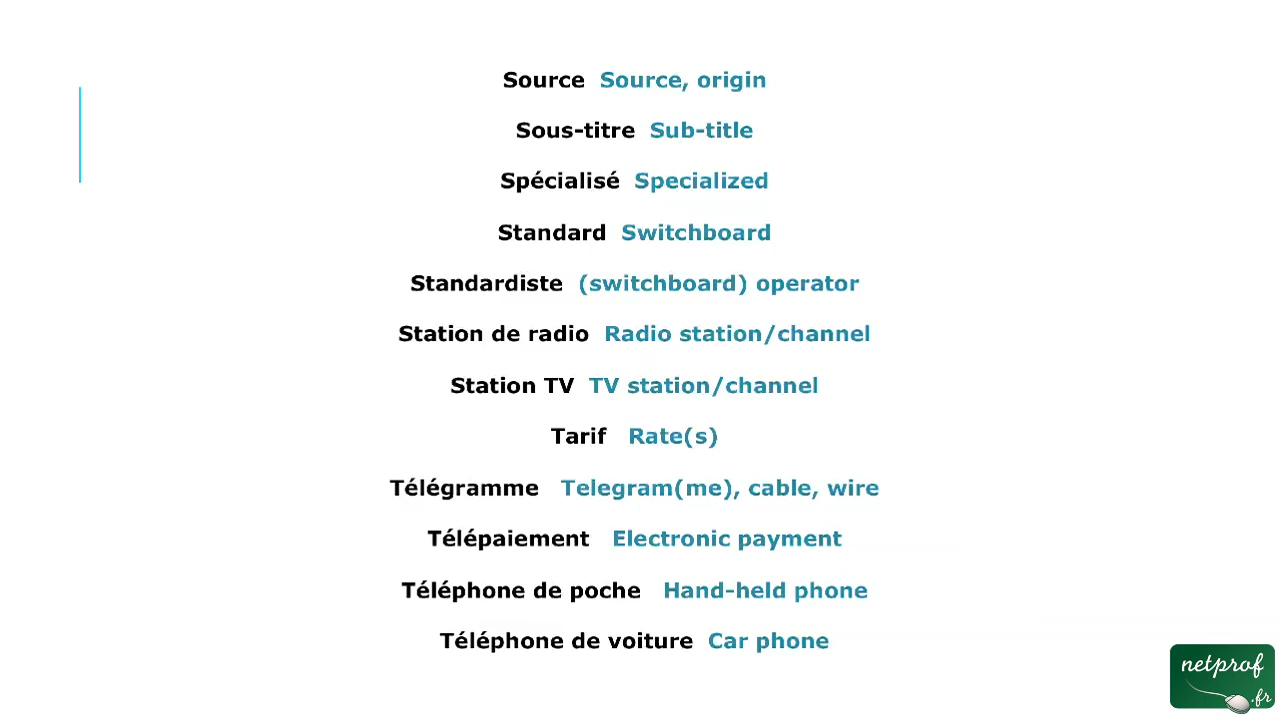 Source Source, origin
Sous-titre Sub-title
Spécialisé Specialized
Standard Switchboard
Standardiste (switchboard) operator
Station de radio Radio station/channel
Station TV TV station/channel
Tarif Rate(s)
Télégramme Telegram(me), cable, wire
Télépaiement Electronic payment
Téléphone de poche Hand-held phone
Téléphone de voiture Car phone
netprof
.fr